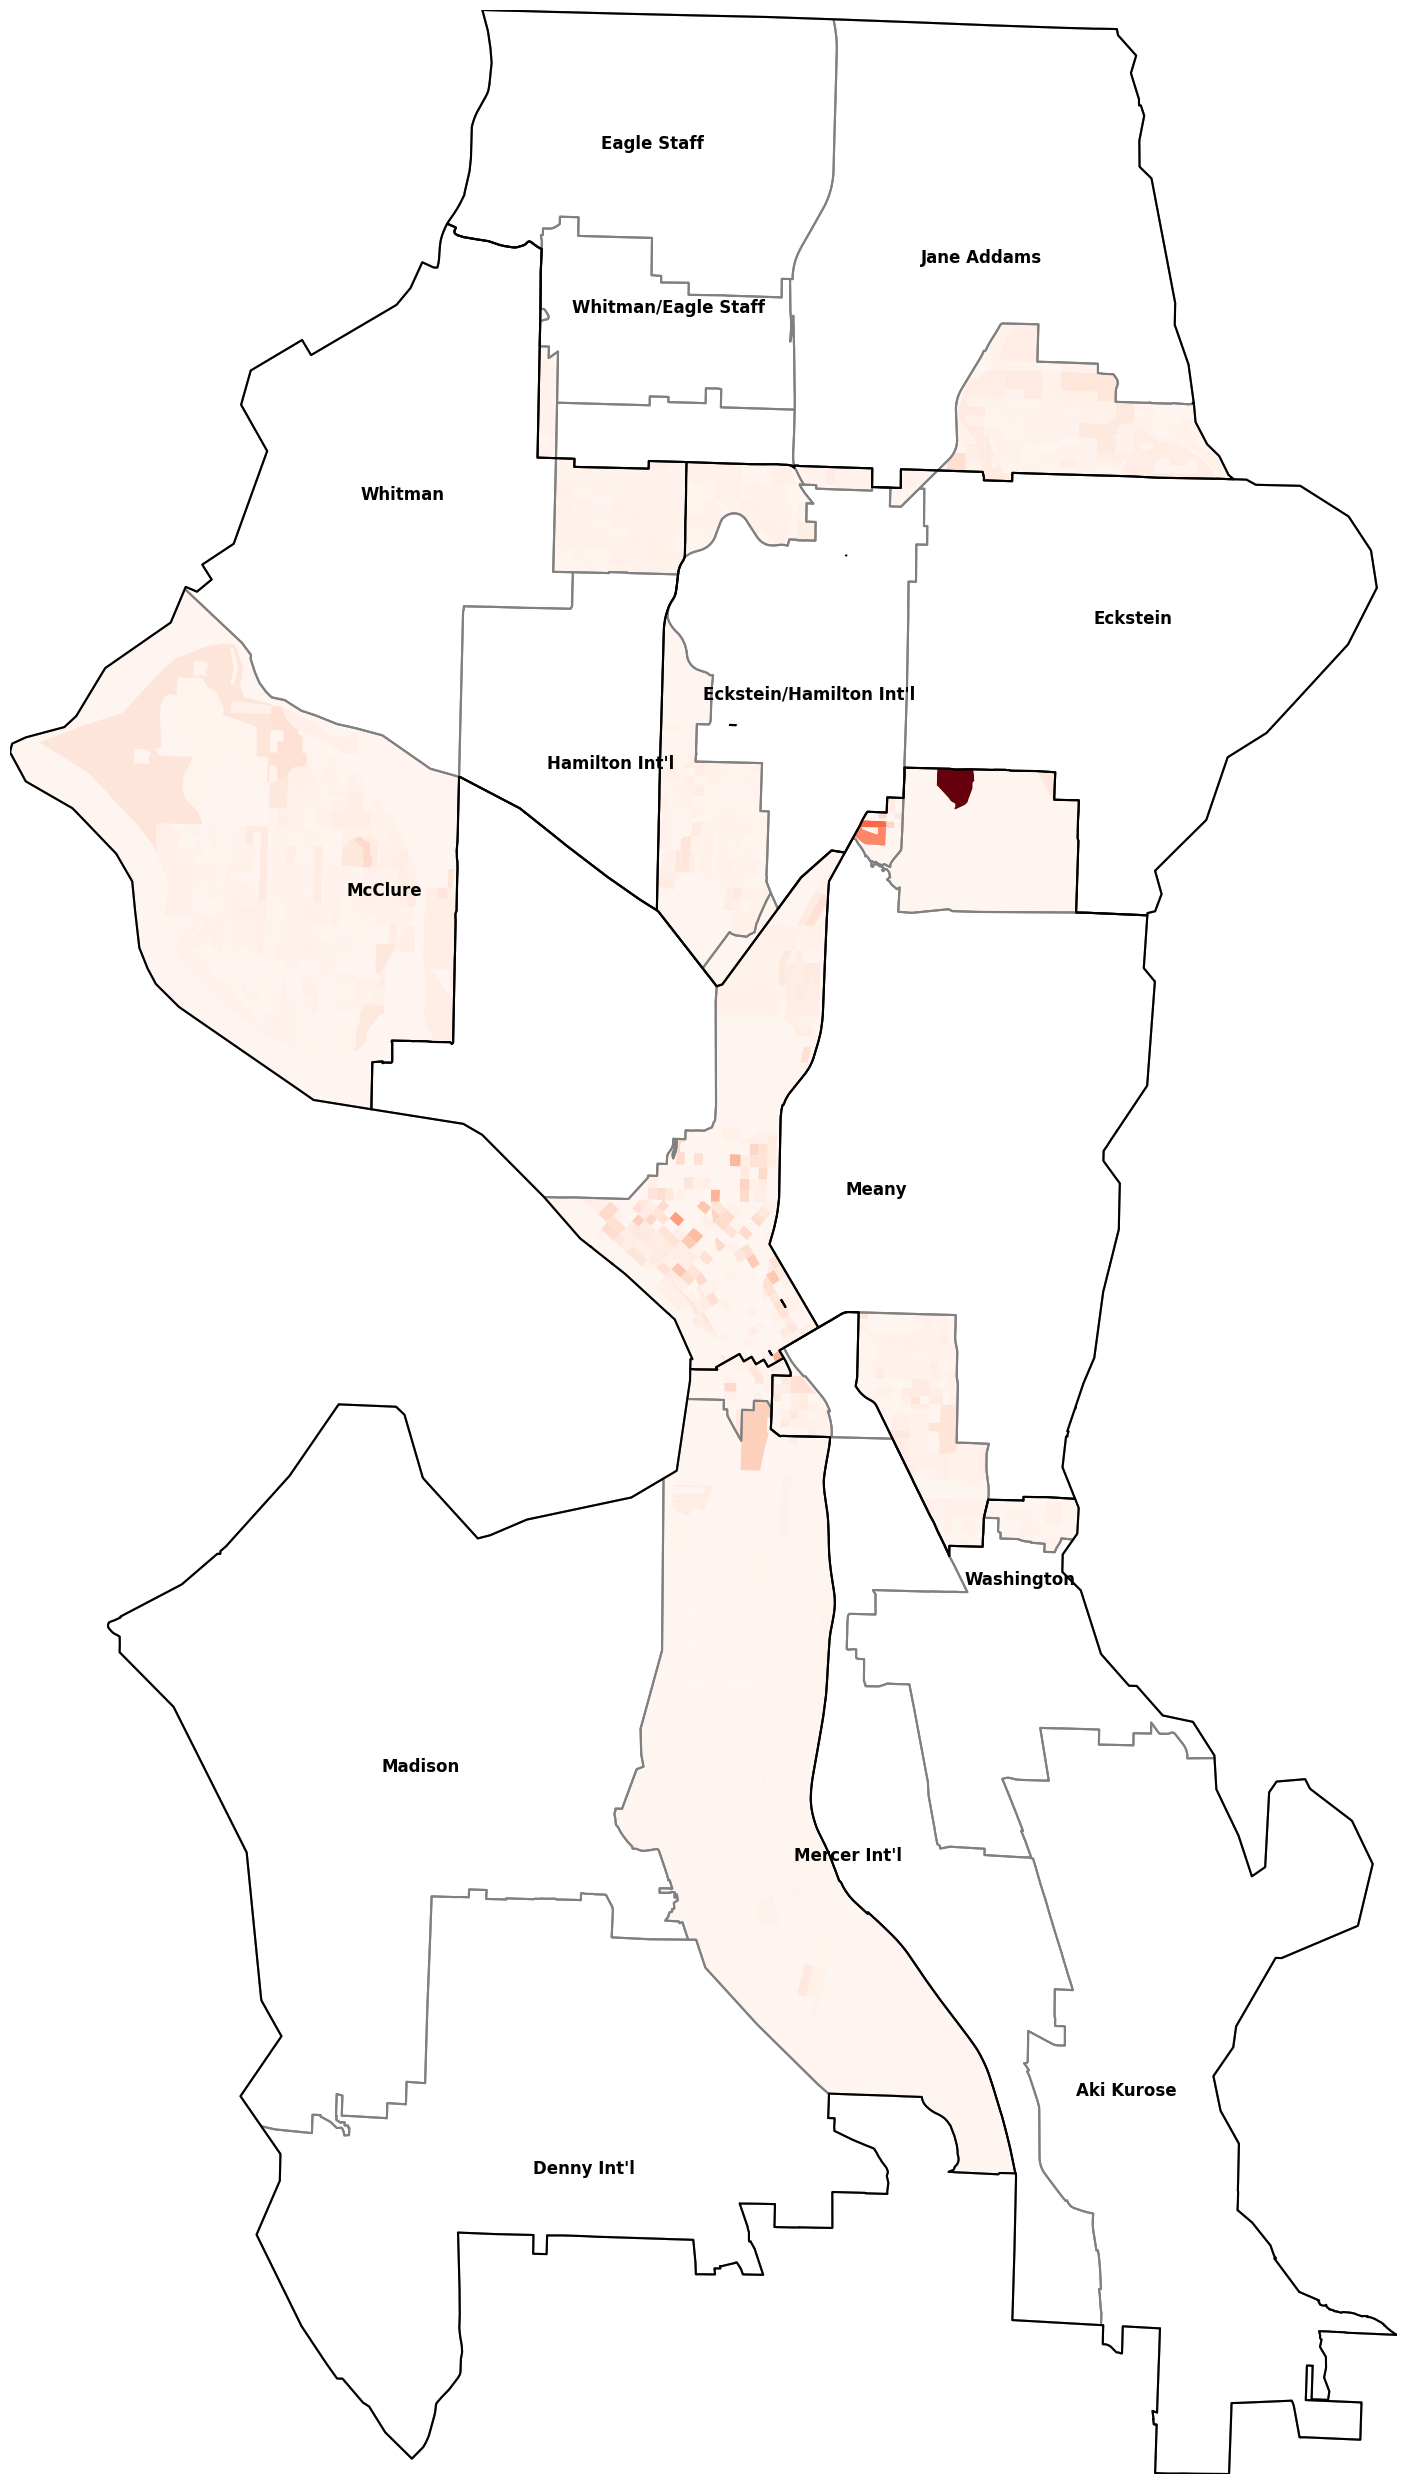 Eagle Staff
Jane Addams
Whitman/Eagle Staff
Whitman
Eckstein
Eckstein/Hamilton Int'l
Hamilton Int'l
McClure
Meany
Washington
Madison
Mercer Int'l
Aki Kurose
Denny Int'l